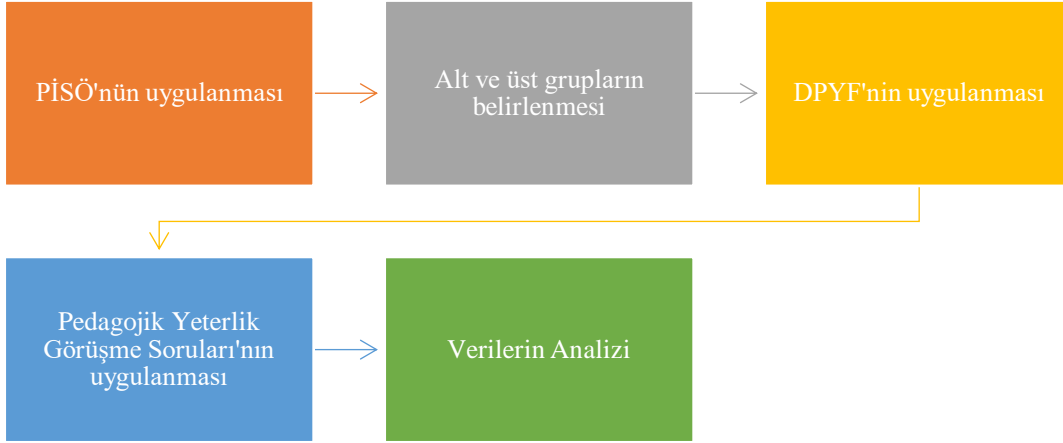 PİSÖ'nün uygulanması
Alt ve üst grupların
belirlenmesi
DPYF'nin uygulanması
Pedagojik Yeterlik
Görüşme Soruları'nın
uygulanması
Verilerin Analizi